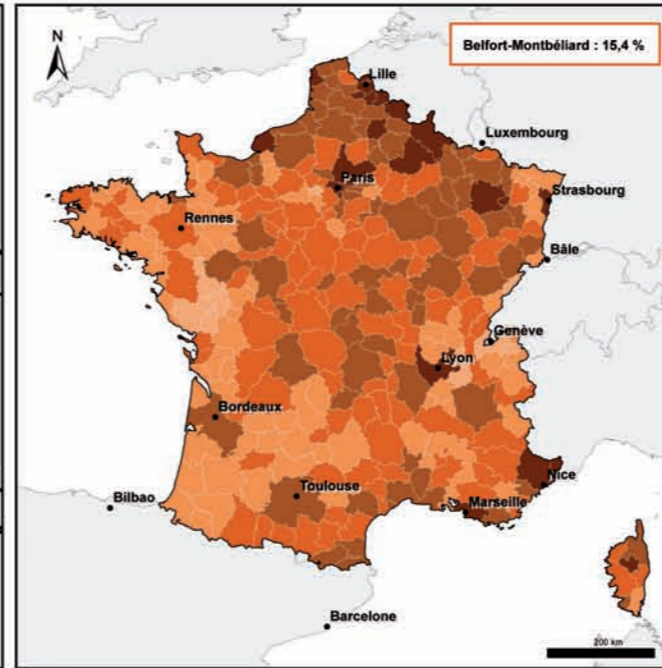 N
Belfort-Montbéliard : 15,4 %
Lille
Luxembourg
Paris
Strasbourg
Rennes
Bâle
Genève
Lyon
Bordeaux
Toulouse
Nice
Bilbao
Marseille
Barcelone
200 km